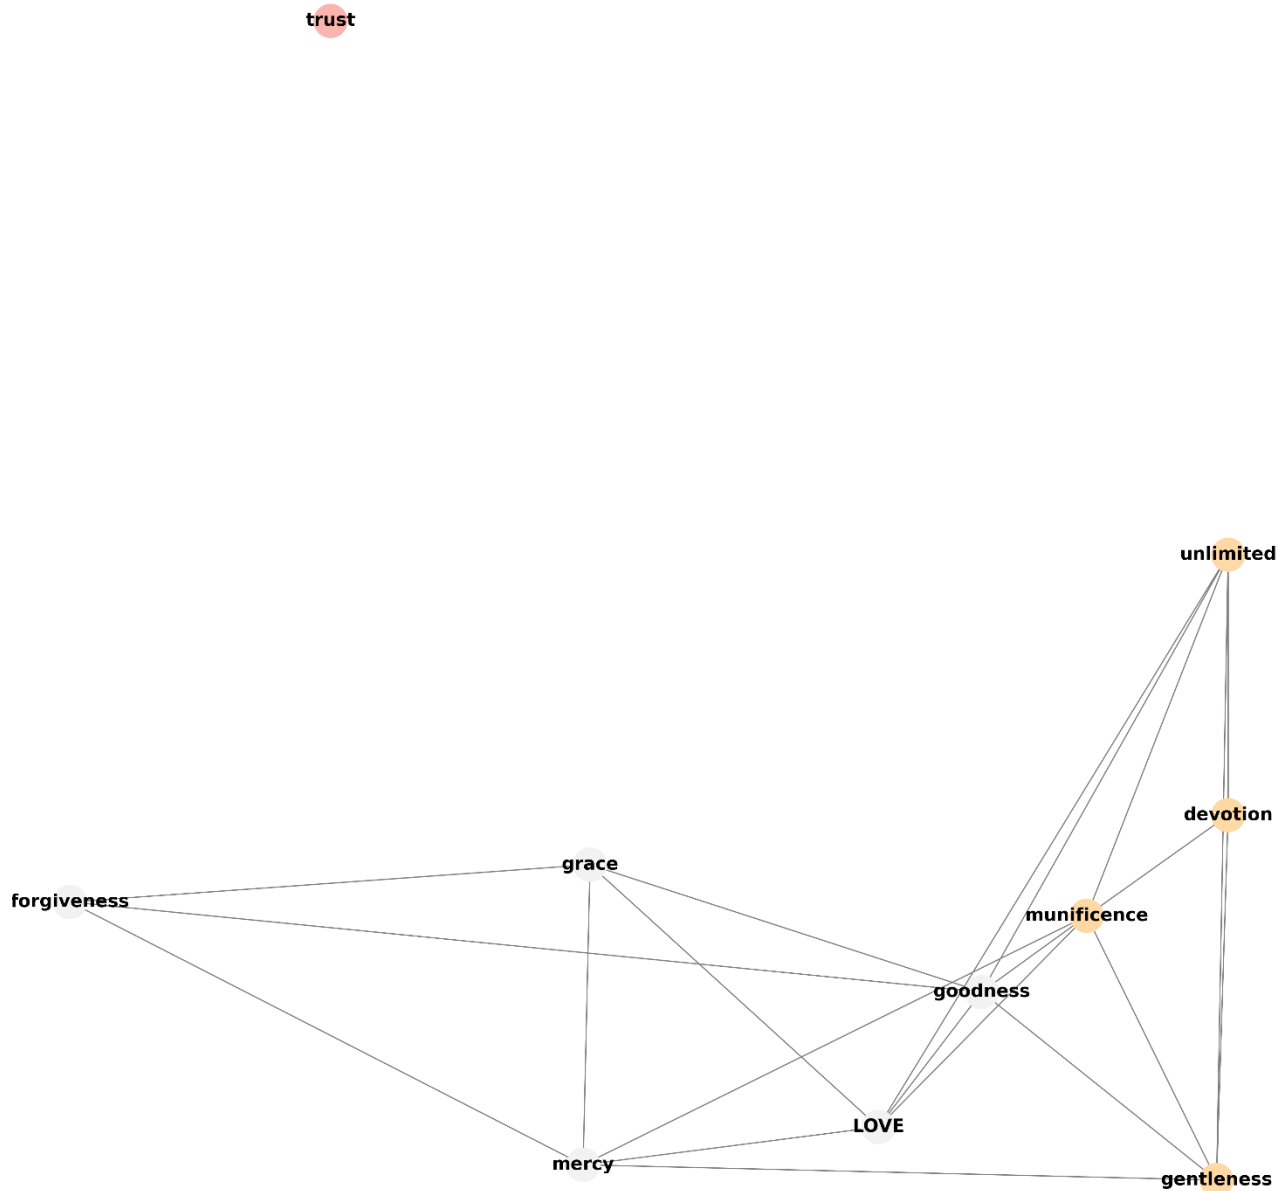 trust
unlimited
devotion
grace
forgiveness
munificence
goodness
LOVE
mercy
gentleness